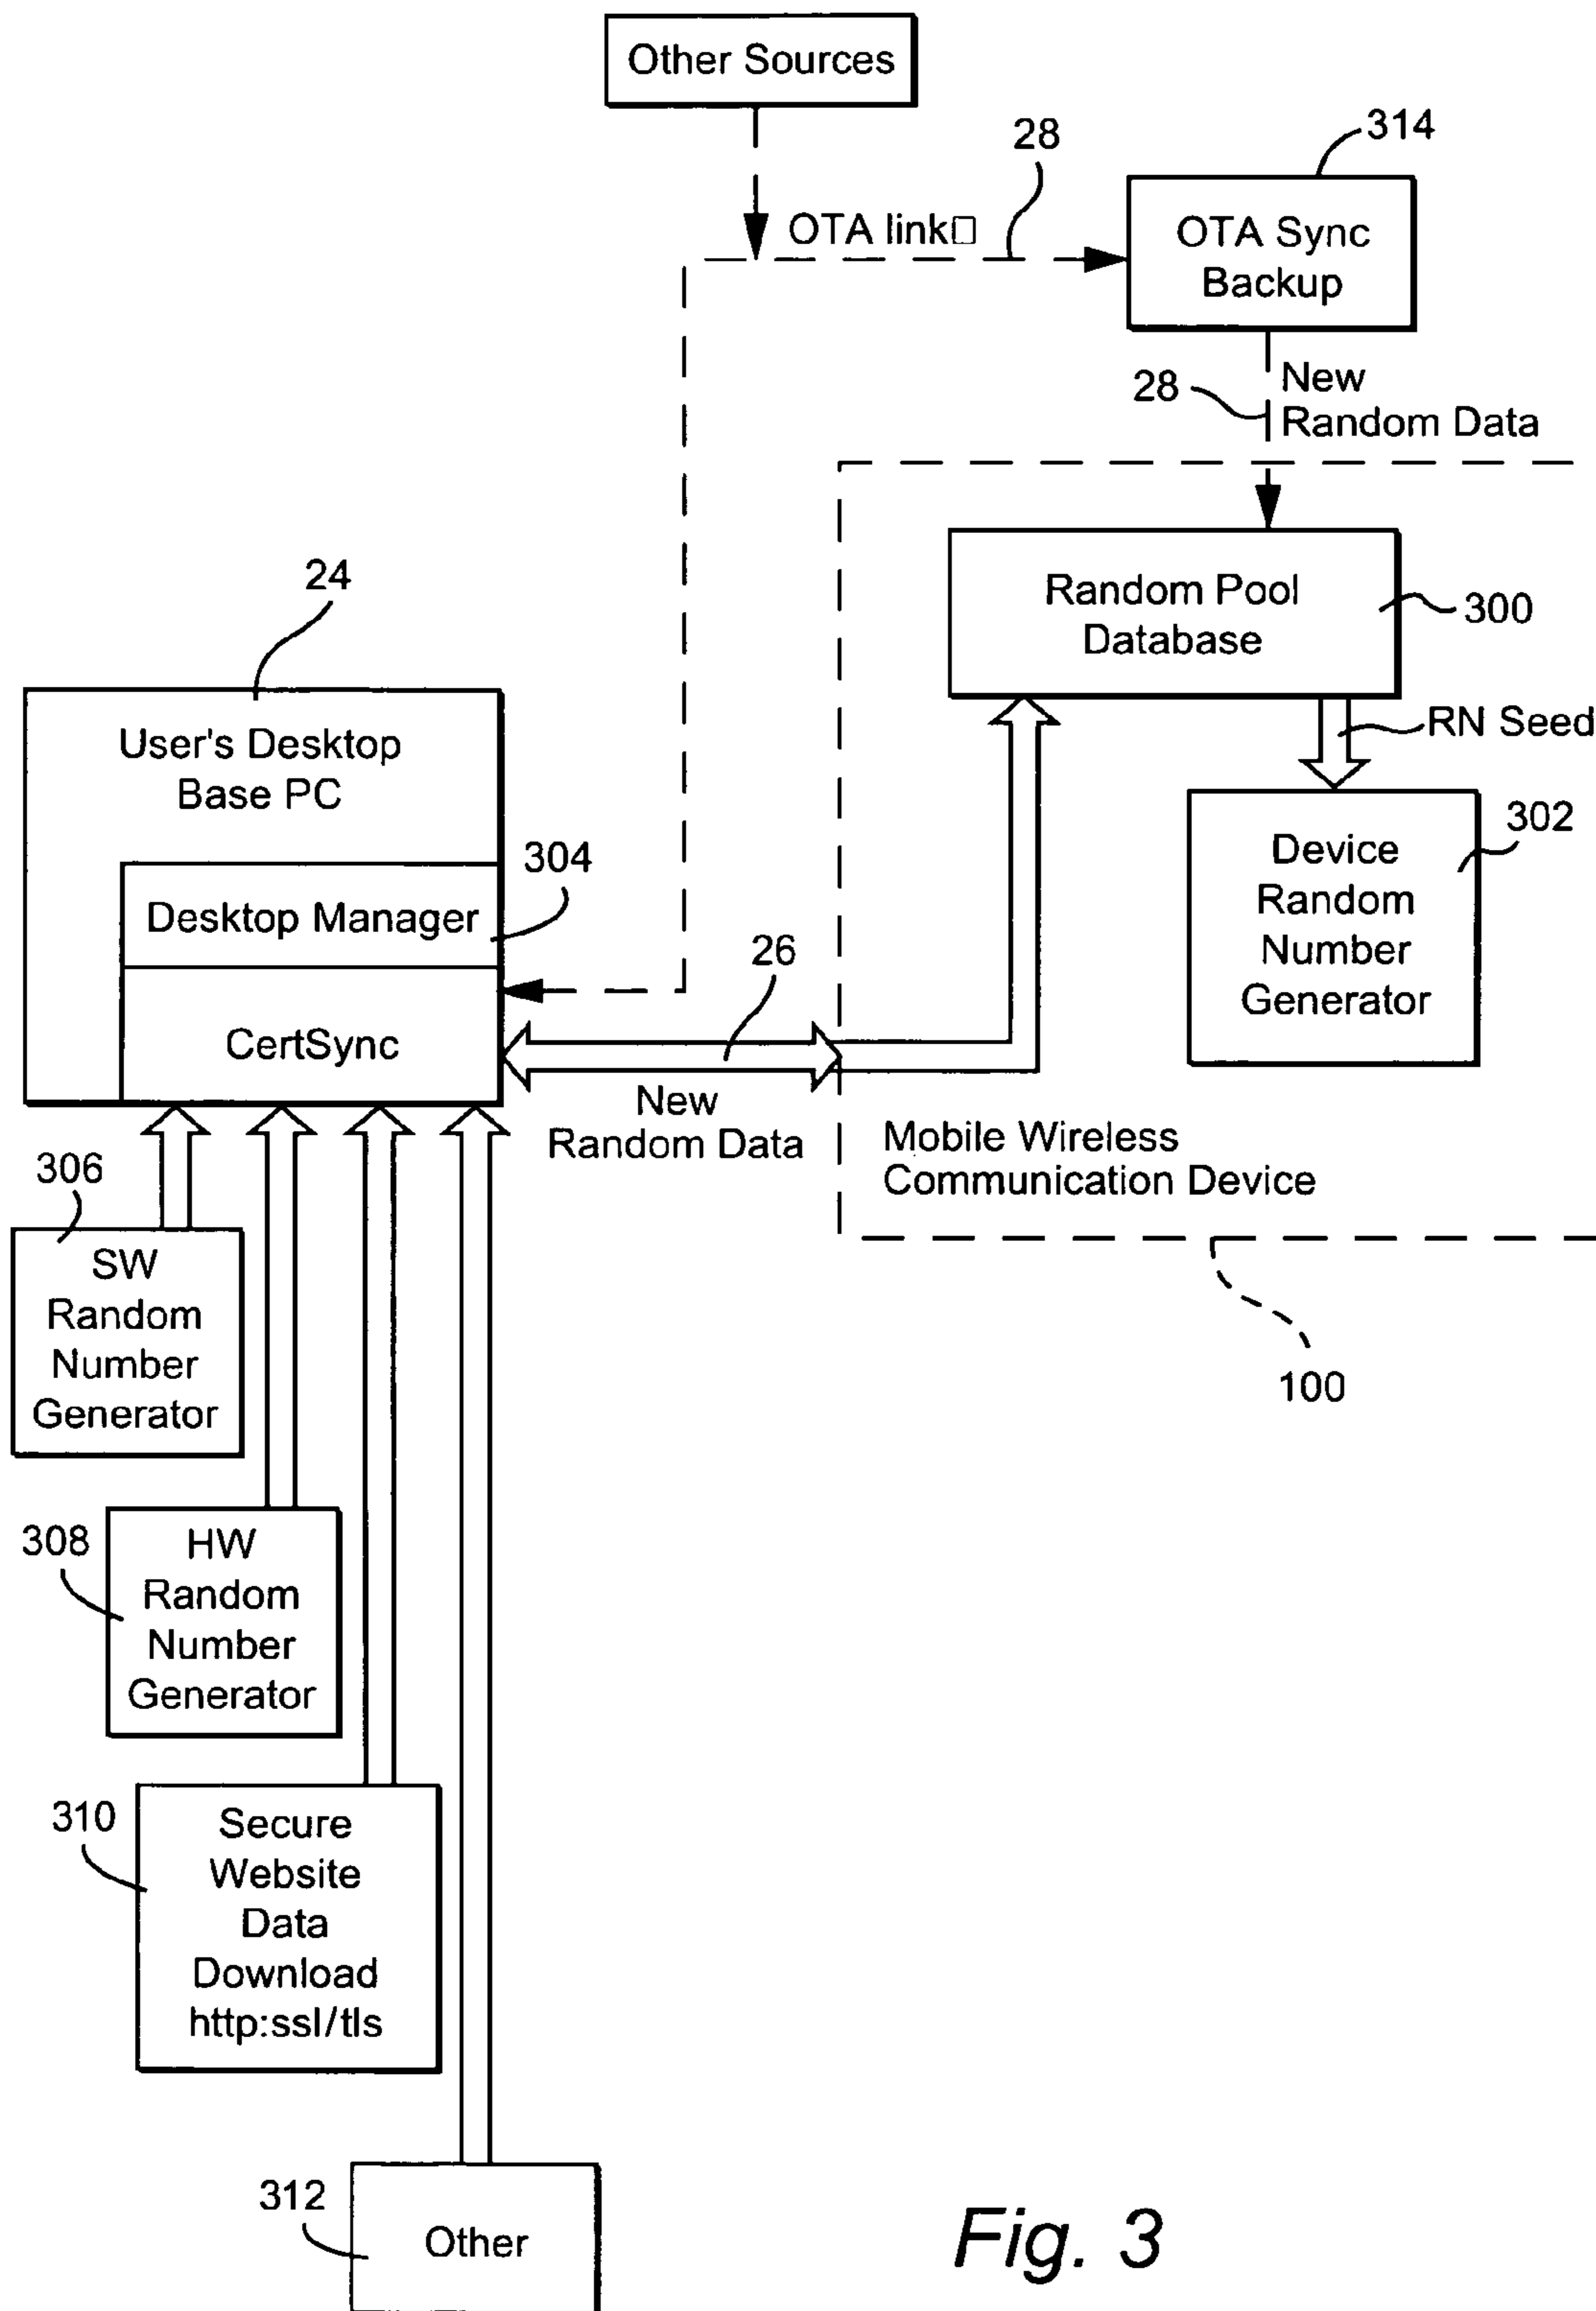 Other Sources
28
314
OTA link□
OTA Sync
Backup
28
New
Random Data
Random Pool
Database
300
24
RN Seed
User's Desktop
Base PC
302
304
Device
Random
Number
Generator
Desktop Manager
26
CertSync
New
Random Data
Mobile Wireless
Communication Device
306
SW
Random
Number
Generator
100
308
HW
Random
Number
Generator
310
Secure
Website
Data
Download
http:ssl/tls
312
Other
Fig. 3